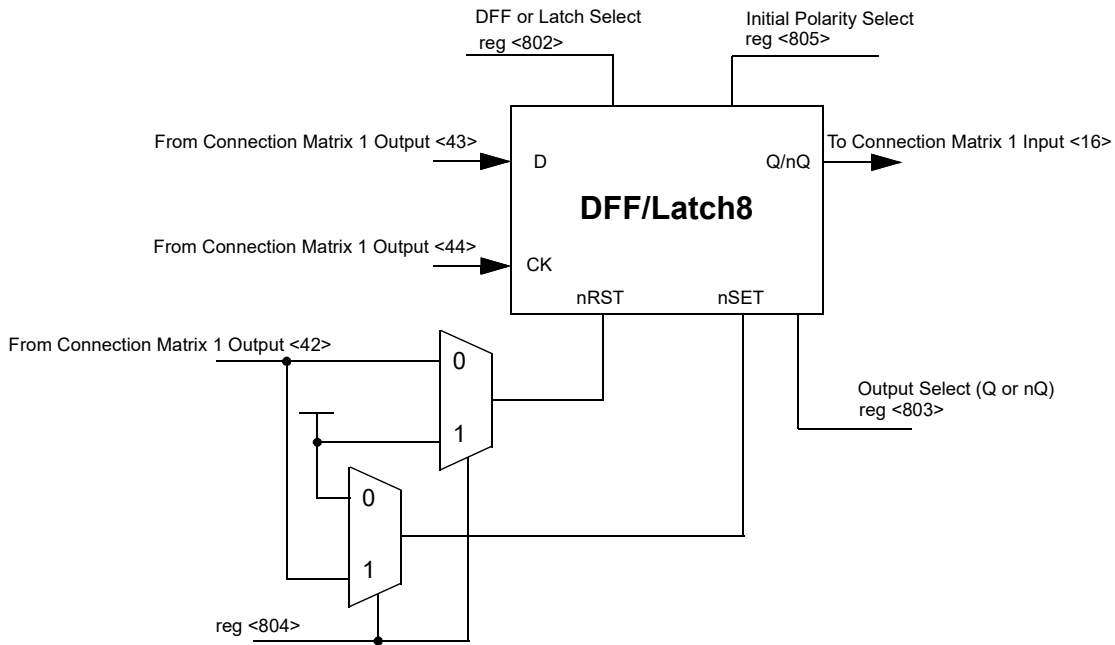 DFF or Latch Select
reg <802>
Initial Polarity Select
reg <805>
From Connection Matrix 1 Output <43>
D
Q/nQ
To Connection Matrix 1 Input <16>
DFF/Latch8
From Connection Matrix 1 Output <44>
CK
nRST
nSET
From Connection Matrix 1 Output <42>
0
1
Output Select (Q or nQ)
reg <803>
0
1
reg <804>